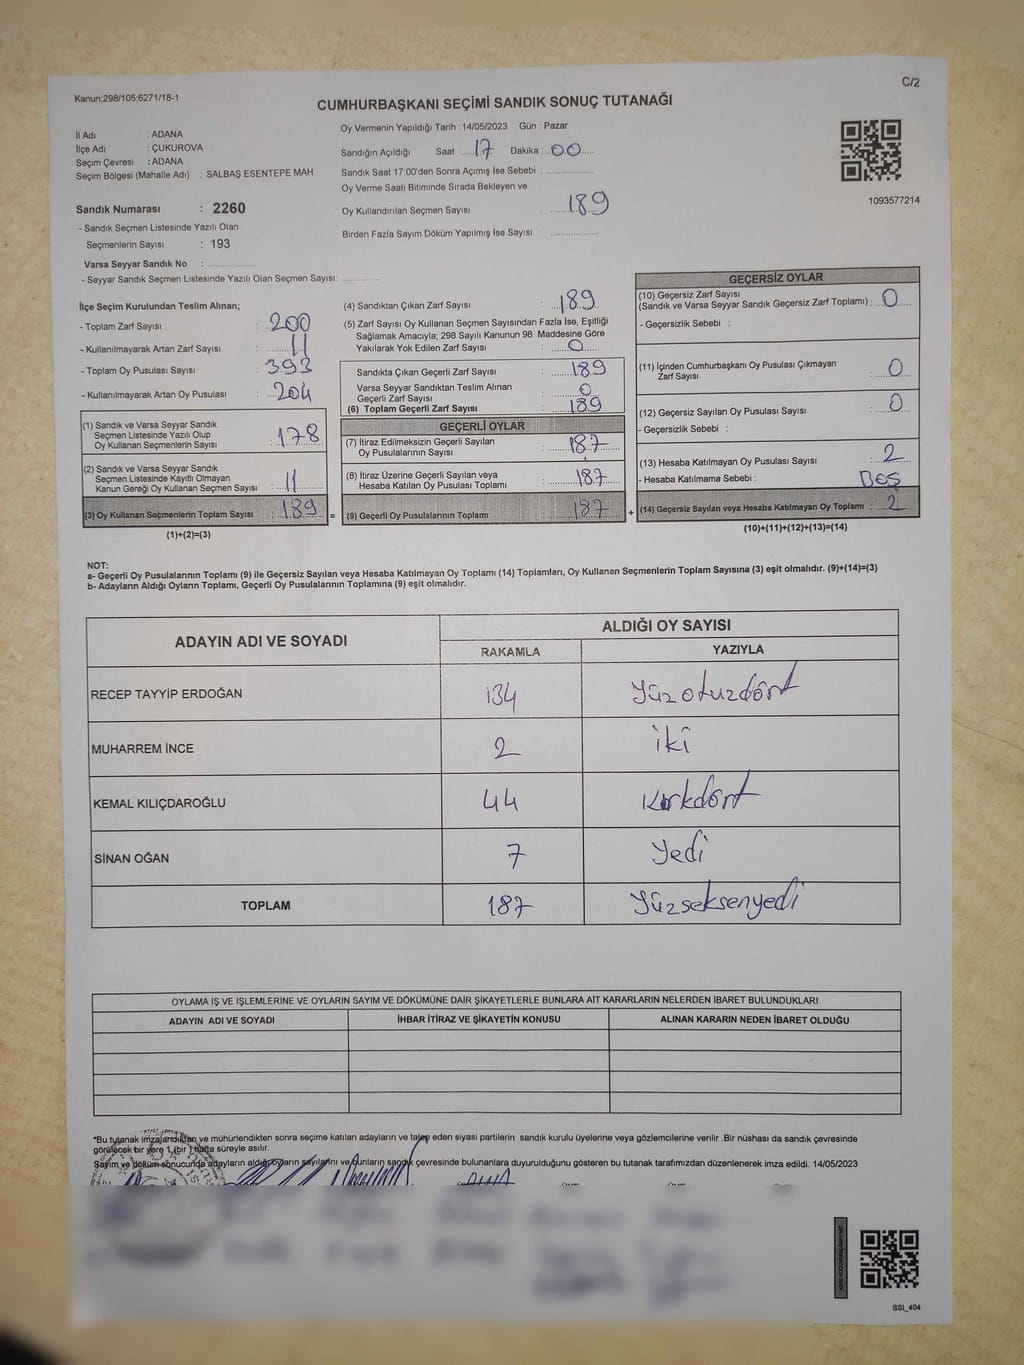 Kanun;298/105;6271/18-1
C/2
CUMHURBAŞKANI SEÇİMİ SANDIK SONUÇ TUTANAĞI
İl Adı : ADANA
İlçe Adı : ÇUKUROVA
Seçim Çevresi : ADANA
Seçim Bölgesi (Mahalle Adı) : SALBAŞ ESENTEPE MAH.
Sandık Numarası : 2260
- Sandık Seçmen Listesinde Yazılı Olan
Seçmenlerin Sayısı : 193
Varsa Seyyar Sandık No :
- Seyyar Sandık Seçmen Listesinde Yazılı Olan Seçmen Sayısı:
Oy Vermenin Yapıldığı Tarih : 14/05/2023 Gün : Pazar
Sandığın Açıldığı Saat 17 Dakika : 00
Sandık Saat 17:00'den Sonra Açımış İse Sebebi :
Oy Verme Saati Bitiminde Sırada Bekleyen ve
Oy Kullandırılan Seçmen Sayısı : 189
Birden Fazla Sayım Döküm Yapılmış İse Sayısı :
1093577214
İlçe Seçim Kurulundan Teslim Alınan;
- Toplam Zarf Sayısı : 200
- Kullanılmayarak Artan Zarf Sayısı : 11
- Toplam Oy Pusulası Sayısı : 393
- Kullanılmayarak Artan Oy Pusulası : 204
(1) Sandık ve Varsa Seyyar Sandık
Seçmen Listesinde Yazılı Olup
Oy Kullanan Seçmenlerin Sayısı : 178
(2) Sandık ve Varsa Seyyar Sandık
Seçmen Listesinde Kayıtlı Olmayan
Kanun Gereği Oy Kullanan Seçmen Sayısı : 11
(3) Oy Kullanan Seçmenlerin Toplam Sayısı : 189 =
(1)+(2)=(3)
(4) Sandıktan Çıkan Zarf Sayısı : 189
(5) Zarf Sayısı Oy Kullanan Seçmen Sayısından Fazla İse, Eşitliği
Sağlamak Amacıyla; 298 Sayılı Kanunun 98. Maddesine Göre
Yakılarak Yok Edilen Zarf Sayısı : 0
Sandıkta Çıkan Geçerli Zarf Sayısı : 189
Varsa Seyyar Sandıktan Teslim Alınan
Geçerli Zarf Sayısı : 0
(6) Toplam Geçerli Zarf Sayısı : 189
GEÇERLİ OYLAR
(7) İtiraz Edilmeksizin Geçerli Sayılan
Oy Pusulalarının Sayısı : 187
(8) İtiraz Üzerine Geçerli Sayılan veya
Hesaba Katılan Oy Pusulası Toplamı : 187
(9) Geçerli Oy Pusulalarının Toplamı : 187 +
GEÇERSİZ OYLAR
(10) Geçersiz Zarf Sayısı
(Sandık ve Varsa Seyyar Sandık Geçersiz Zarf Toplamı) : 0
- Geçersizlik Sebebi :
(11) İçinden Cumhurbaşkanı Oy Pusulası Çıkmayan
Zarf Sayısı : 0
(12) Geçersiz Sayılan Oy Pusulası Sayısı : 0
- Geçersizlik Sebebi :
(13) Hesaba Katılmayan Oy Pusulası Sayısı : 2
- Hesaba Katılmama Sebebi : Boş
(14) Geçersiz Sayılan veya Hesaba Katılmayan Oy Toplamı : 2
(10)+(11)+(12)+(13)=(14)
NOT:
a- Geçerli Oy Pusulalarının Toplamı (9) ile Geçersiz Sayılan veya Hesaba Katılmayan Oy Toplamı (14) Toplamları, Oy Kullanan Seçmenlerin Toplam Sayısına (3) eşit olmalıdır. (9)+(14)=(3)
b- Adayların Aldığı Oyların Toplamı, Geçerli Oy Pusulalarının Toplamına (9) eşit olmalıdır.
ADAYIN ADI VE SOYADI ALDIĞI OY SAYISI
RAKAMLA YAZIYLA
RECEP TAYYİP ERDOĞAN 134 Yüzotuzdört
MUHARREM İNCE 2 iki
KEMAL KILIÇDAROĞLU 44 Kırkdört
SİNAN OĞAN 7 Yedi
TOPLAM 187 Yüzseksenyedi
OYLAMA İŞ VE İŞLEMLERİNE VE OYLARIN SAYIM VE DÖKÜMÜNE DAİR ŞİKAYETLERLE BUNLARA AİT KARARLARIN NELERDEN İBARET BULUNDUKLARI
ADAYIN ADI VE SOYADI İHBAR İTİRAZ VE ŞİKAYETİN KONUSU ALINAN KARARIN NEDEN İBARET OLDUĞU
*Bu tutanak imzalandıktan ve mühürlendikten sonra seçime katılan adayların ve talep eden siyasi partilerin sandık kurulu üyelerine veya gözlemcilerine verilir .Bir nüshası da sandık çevresinde
görülecek bir yere 1 (bir ) hafta süreyle asılır.
Sayım ve döküm sonucunda adayların aldığı oyların sayılarını ve bunların sandık çevresinde bulunanlara duyurulduğunu gösteren bu tutanak tarafımızdan düzenlenerek imza edildi. 14/05/2023
SSI_404